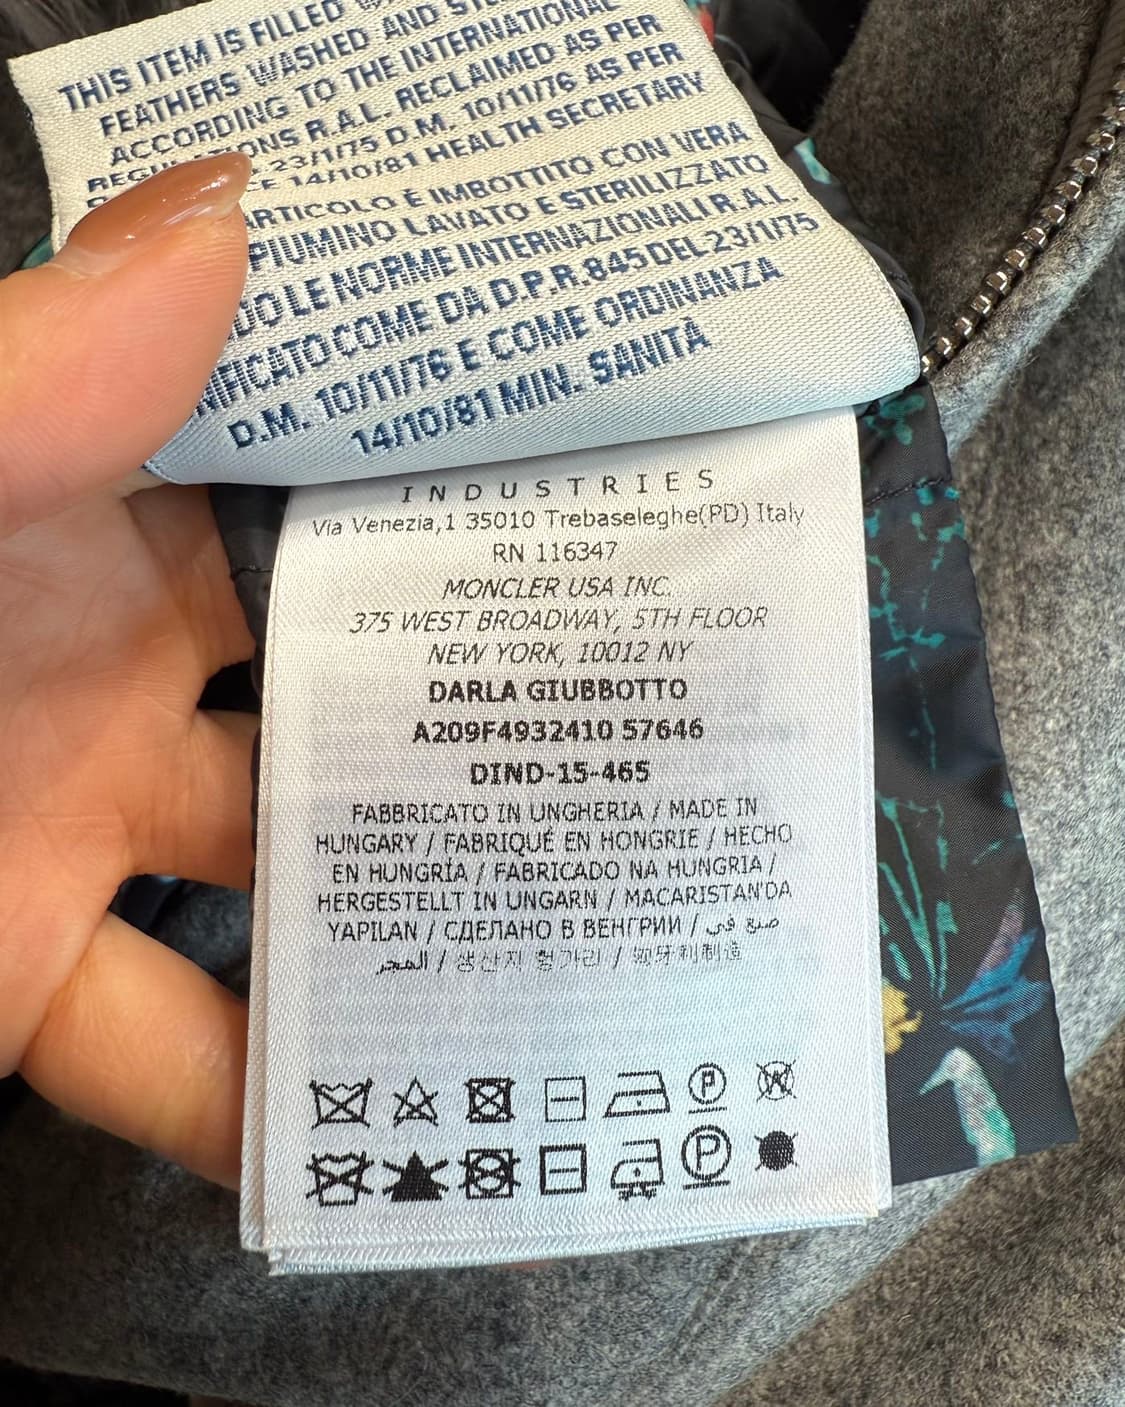 THIS ITEM IS FILLED
FEATHERS WASHED AND
ACCORDING TO THE INTERNATIONAL
R.A.L. RECLAIMED AS PER
23/1/75 D.M. 10/11/76 AS PER
14/10/81 HEALTH SECRETARY
ARTICOLO È IMBOTTITO CON VERA
PIUMINO LAVATO E STERILIZZATO
LE NORME INTERNAZIONALI R.A.L.
COME DA D.P.R.845 DEL 23/1/75
D.M. 10/11/76 E COME ORDINANZA
14/10/81 MIN. SANITÀ
INDUSTRIES
Via Venezia,1 35010 Trebaseleghe(PD) Italy
RN 116347
MONCLER USA INC.
375 WEST BROADWAY, 5TH FLOOR
NEW YORK, 10012 NY
DARLA GIUBBOTTO
A209F4932410 57646
DIND-15-465
FABBRICATO IN UNGHERIA / MADE IN
HUNGARY / FABRIQUÉ EN HONGRIE / HECHO
EN HUNGRÍA / FABRICADO NA HUNGRIA /
HERGESTELLT IN UNGARN / MACARISTAN'DA
YAPILAN / СДЕЛАНО В ВЕНГРИИ / صنع في
المجر / 생산지 헝가리 / 匈牙利制造